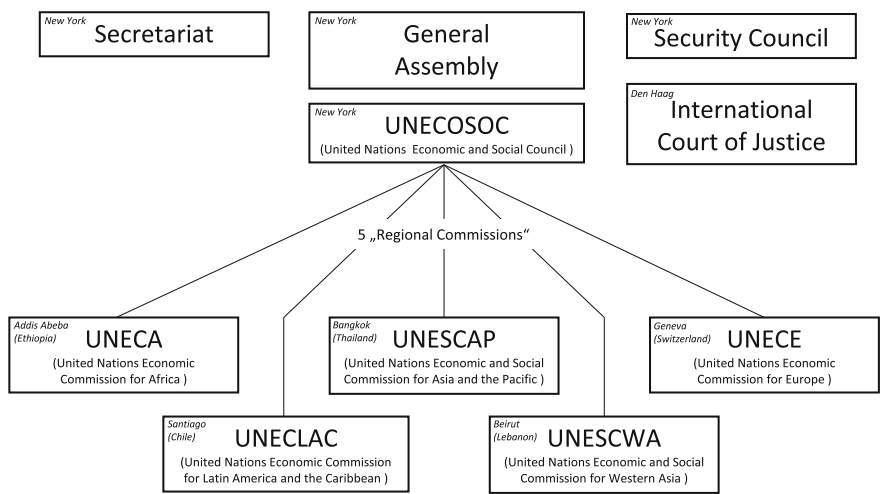 New York
Secretariat
New York
General
Assembly
New York
Security Council
New York
UNECOSOC
(United Nations Economic and Social Council )
Den Haag
International
Court of Justice
5 „Regional Commissions“
Addis Abeba
(Ethiopia)
UNECA
(United Nations Economic
Commission for Africa )
Bangkok
(Thailand)
UNESCAP
(United Nations Economic and Social
Commission for Asia and the Pacific )
Geneva
(Switzerland)
UNECE
(United Nations Economic
Commission for Europe )
Santiago
(Chile)
UNECLAC
(United Nations Economic Commission
for Latin America and the Caribbean )
Beirut
(Lebanon)
UNESCWA
(United Nations Economic and Social
Commission for Western Asia )